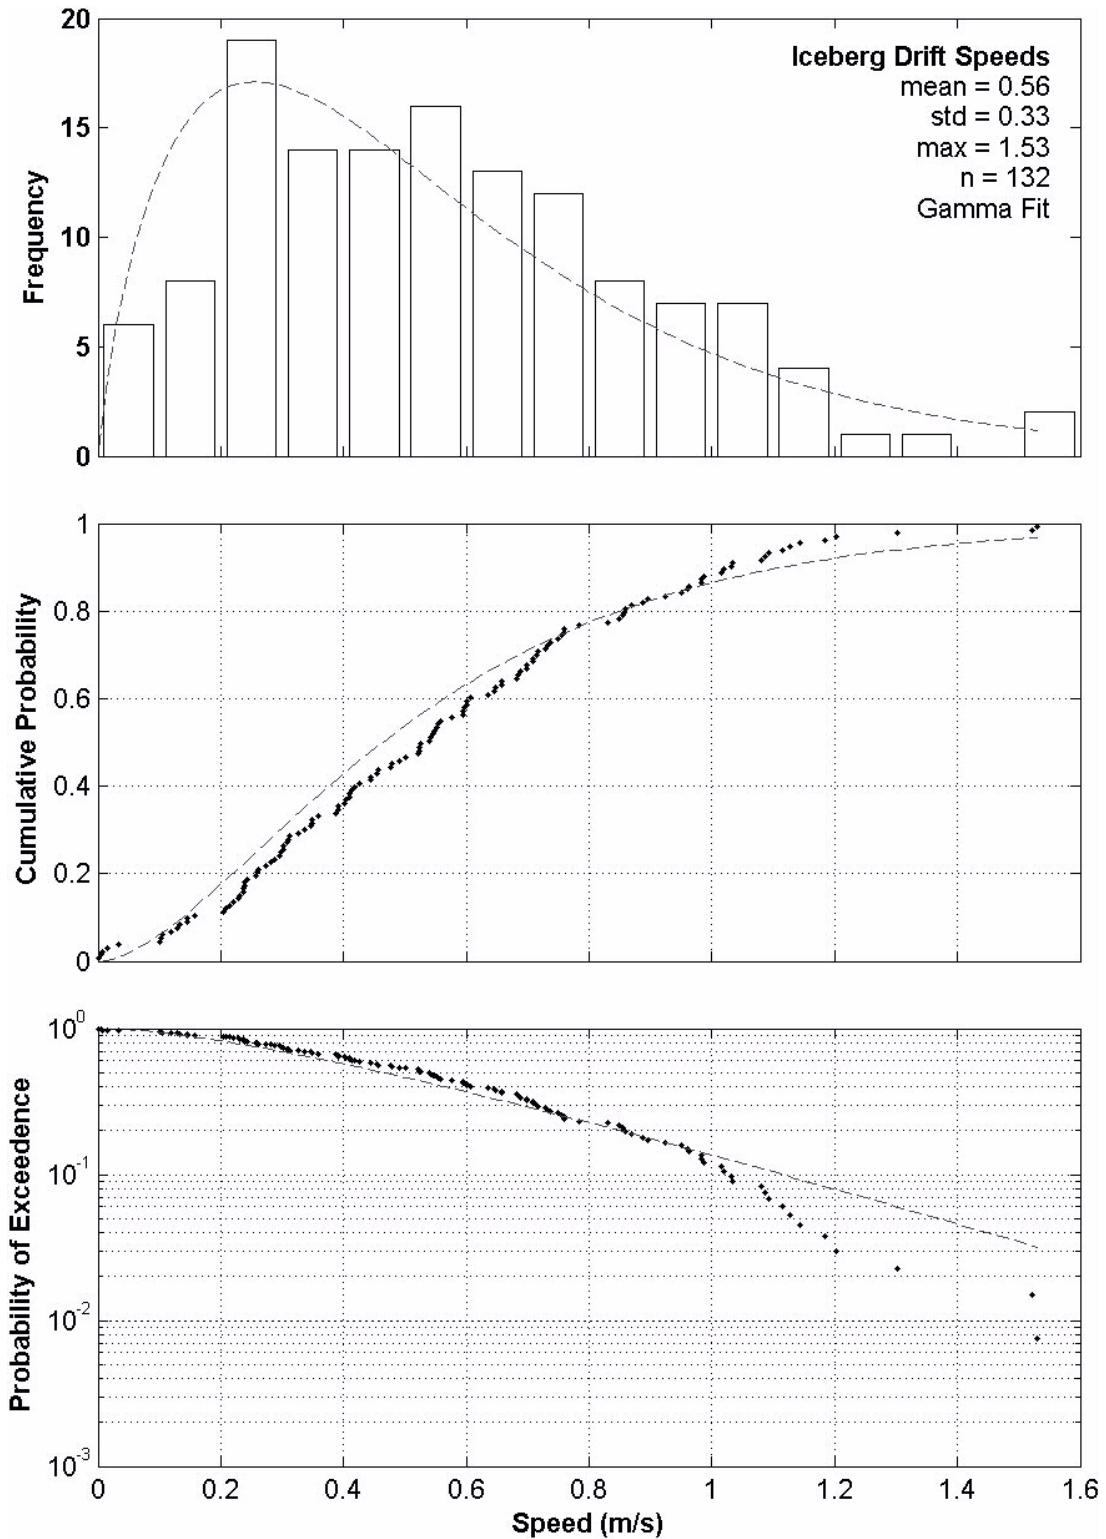 20
15
10
5
0
Frequency
Iceberg Drift Speeds
mean = 0.56
std = 0.33
max = 1.53
n = 132
Gamma Fit
1
0.8
0.6
0.4
0.2
0
Cumulative Probability
10^0
10^-1
10^-2
10^-3
Probability of Exceedence
0 0.2 0.4 0.6 0.8 1 1.2 1.4 1.6
Speed (m/s)